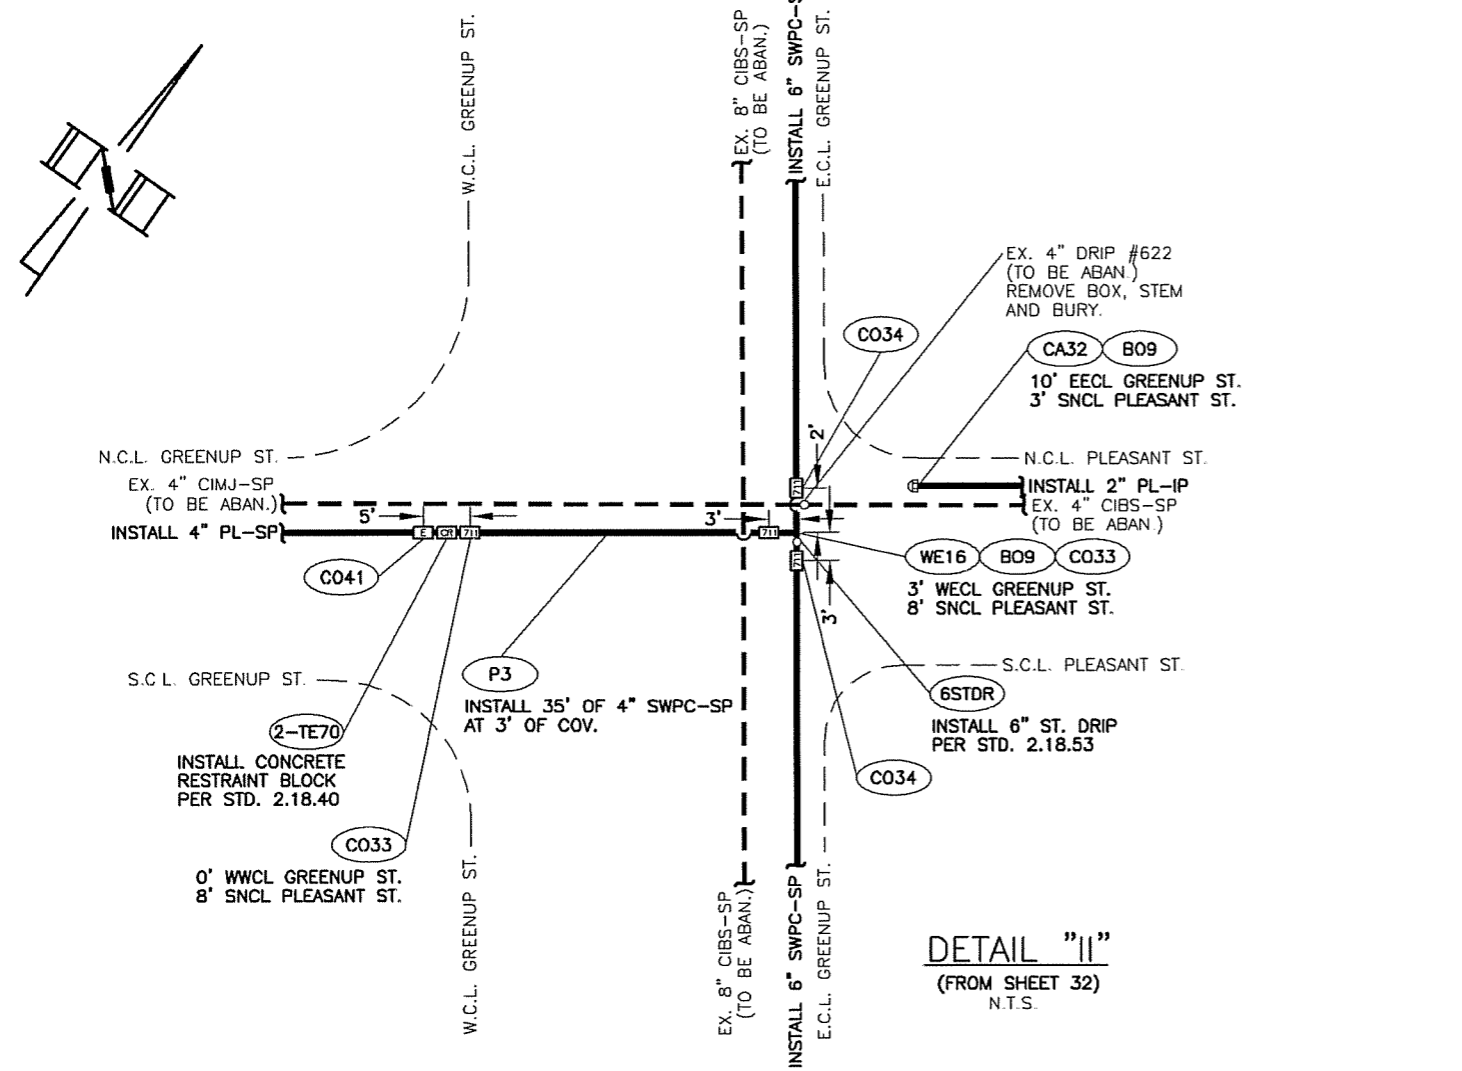 W.C.L. GREENUP ST.
EX. 8" CIBS-SP
(TO BE ABAN.)
INSTALL 6" SWPC-S
E.C.L. GREENUP ST.
EX. 4" DRIP #622
(TO BE ABAN.)
REMOVE BOX, STEM
AND BURY.
CO34
CA32 B09
10' EECL GREENUP ST.
3' SNCL PLEASANT ST.
2'
N.C.L. GREENUP ST.
N.C.L. PLEASANT ST.
EX. 4" CIMJ-SP
(TO BE ABAN.)
711
INSTALL 2" PL-IP
EX. 4" CIBS-SP
(TO BE ABAN.)
5'
3'
INSTALL 4" PL-SP
E CR 711
711
711
3'
CO41
WE16 B09 CO33
3' WECL GREENUP ST.
8' SNCL PLEASANT ST.
S.C.L. GREENUP ST.
S.C.L. PLEASANT ST.
P3
INSTALL 35' OF 4" SWPC-SP
AT 3' OF COV.
6STDR
INSTALL 6" ST. DRIP
PER STD. 2.18.53
2-TE70
INSTALL CONCRETE
RESTRAINT BLOCK
PER STD. 2.18.40
CO34
CO33
0' WWCL GREENUP ST.
8' SNCL PLEASANT ST.
W.C.L. GREENUP ST.
EX. 8" CIBS-SP
(TO BE ABAN.)
INSTALL 6" SWPC-SP
E.C.L. GREENUP ST.
DETAIL "II"
(FROM SHEET 32)
N.T.S.